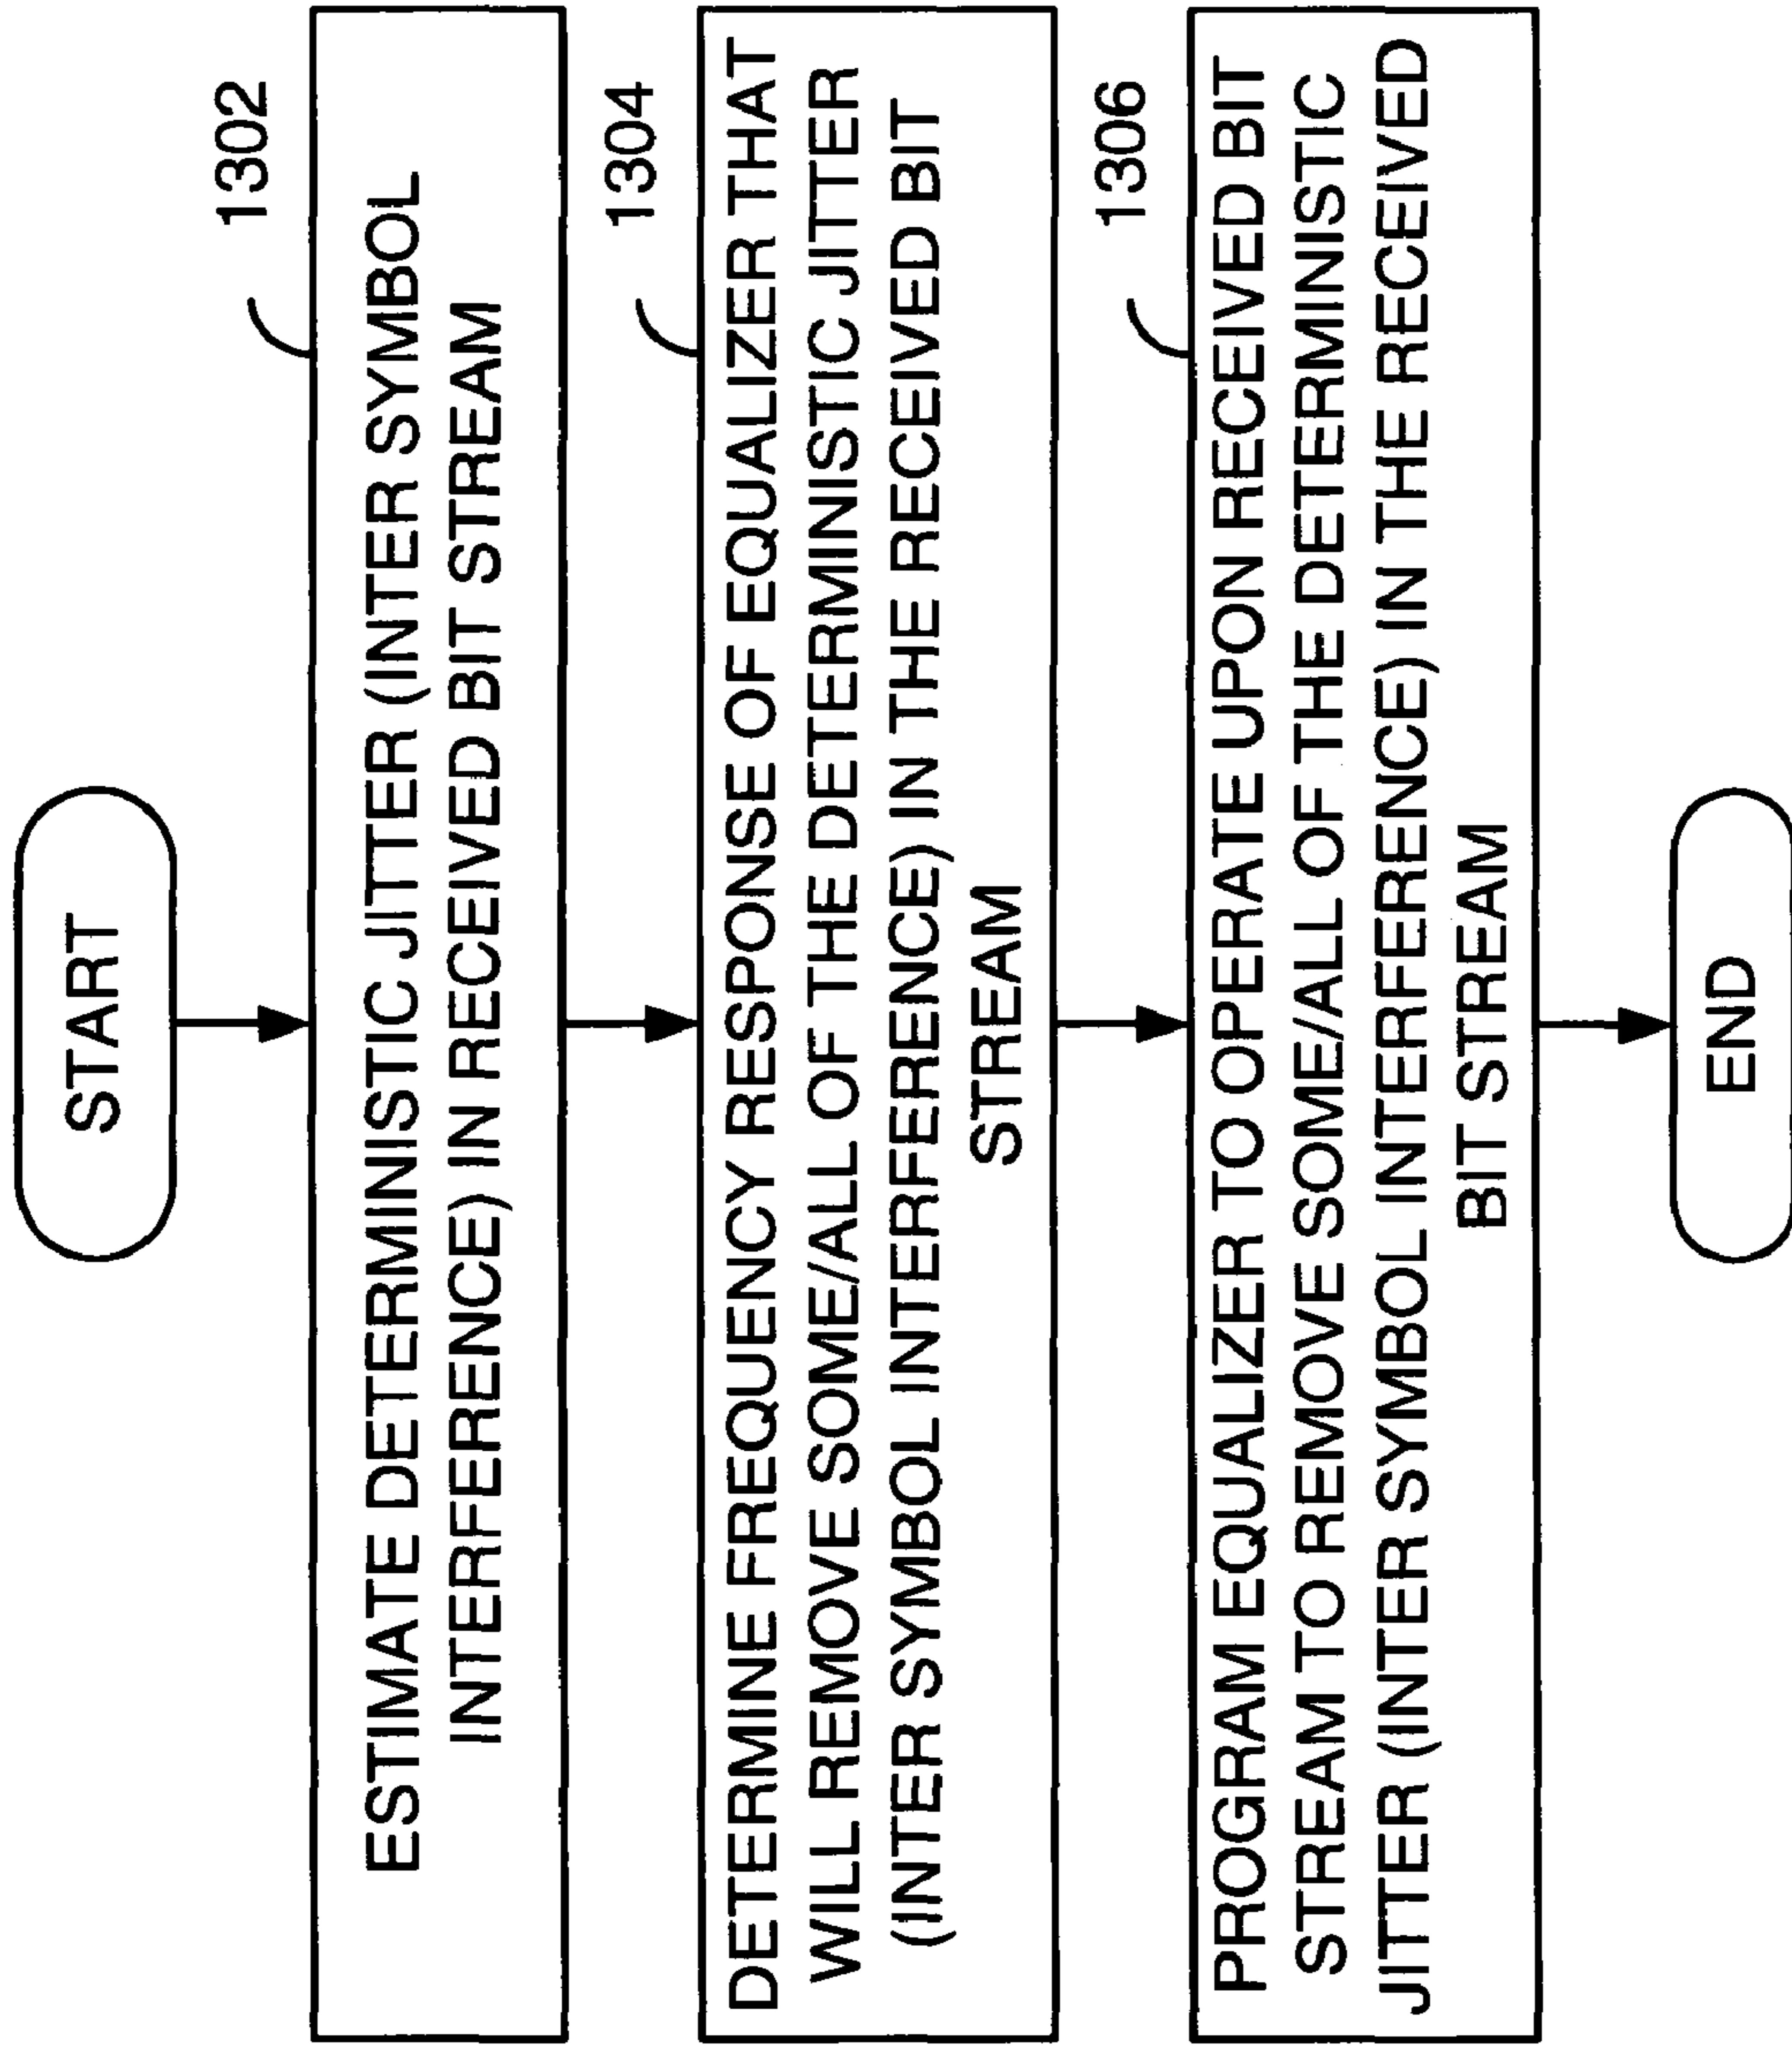 START
1302
ESTIMATE DETERMINISTIC JITTER (INTER SYMBOL
INTERFERENCE) IN RECEIVED BIT STREAM
1304
DETERMINE FREQUENCY RESPONSE OF EQUALIZER THAT
WILL REMOVE SOME/ALL OF THE DETERMINISTIC JITTER
(INTER SYMBOL INTERFERENCE) IN THE RECEIVED BIT
STREAM
1306
PROGRAM EQUALIZER TO OPERATE UPON RECEIVED BIT
STREAM TO REMOVE SOME/ALL OF THE DETERMINISTIC
JITTER (INTER SYMBOL INTERFERENCE) IN THE RECEIVED
BIT STREAM
END